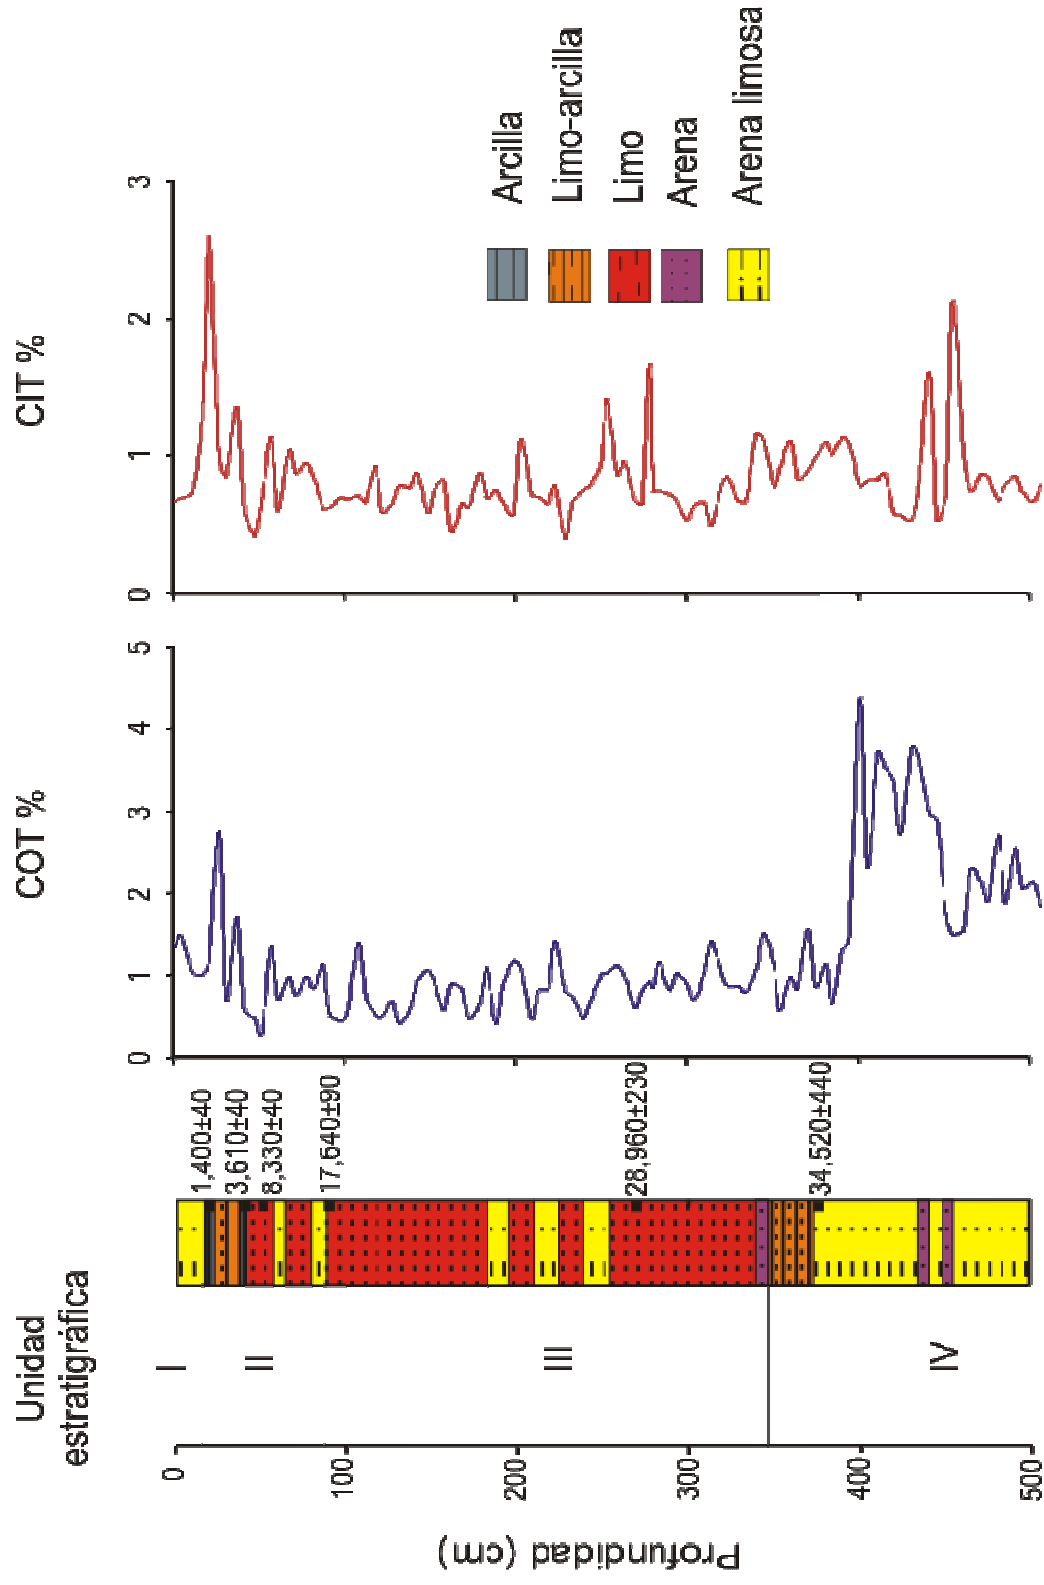 Unidad
estratigráfica
COT %
CIT %
Profundidad (cm)
0
100
200
300
400
500
I
II
III
IV
1,400±40
3,610±40
8,330±40
17,640±90
28,960±230
34,520±440
0
1
2
3
4
5
0
1
2
3
Arcilla
Limo-arcilla
Limo
Arena
Arena limosa